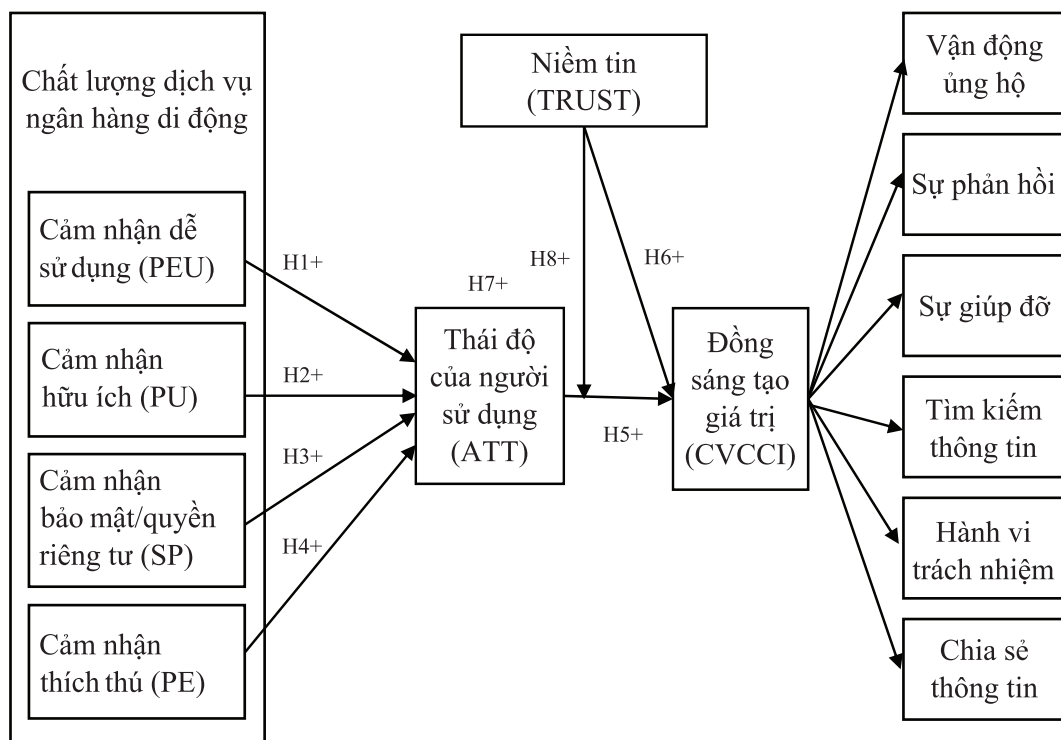 Chất lượng dịch vụ
ngân hàng di động
Cảm nhận dễ
sử dụng (PEU)
Cảm nhận
hữu ích (PU)
Cảm nhận
bảo mật/quyền
riêng tư (SP)
Cảm nhận
thích thú (PE)
H1+
H2+
H3+
H4+
Niềm tin
(TRUST)
H7+
H8+
H6+
Thái độ
của người
sử dụng
(ATT)
H5+
Đồng
sáng tạo
giá trị
(CVCCI)
Vận động
ủng hộ
Sự phản hồi
Sự giúp đỡ
Tìm kiếm
thông tin
Hành vi
trách nhiệm
Chia sẻ
thông tin